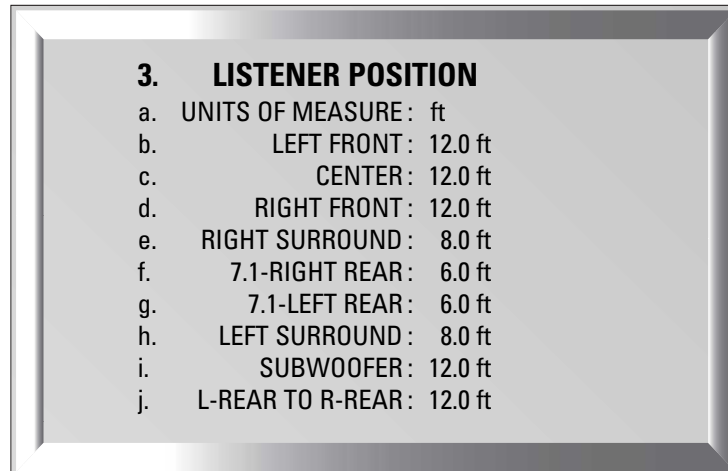 3. LISTENER POSITION
a. UNITS OF MEASURE: ft
b. LEFT FRONT: 12.0 ft
c. CENTER: 12.0 ft
d. RIGHT FRONT: 12.0 ft
e. RIGHT SURROUND: 8.0 ft
f. 7.1-RIGHT REAR: 6.0 ft
g. 7.1-LEFT REAR: 6.0 ft
h. LEFT SURROUND: 8.0 ft
i. SUBWOOFER: 12.0 ft
j. L-REAR TO R-REAR: 12.0 ft